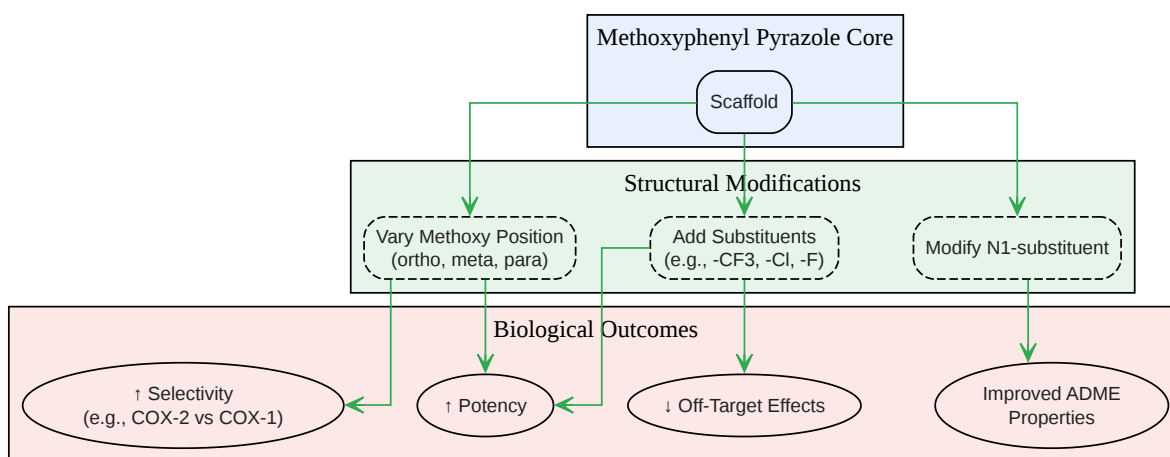 Methoxyphenyl Pyrazole Core
Scaffold
Structural Modifications
Vary Methoxy Position
(ortho, meta, para)
Add Substituents
(e.g., -CF3, -Cl, -F)
Modify N1-substituent
Biological Outcomes
↑ Selectivity
(e.g., COX-2 vs COX-1)
↑ Potency
↓ Off-Target Effects
Improved ADME
Properties